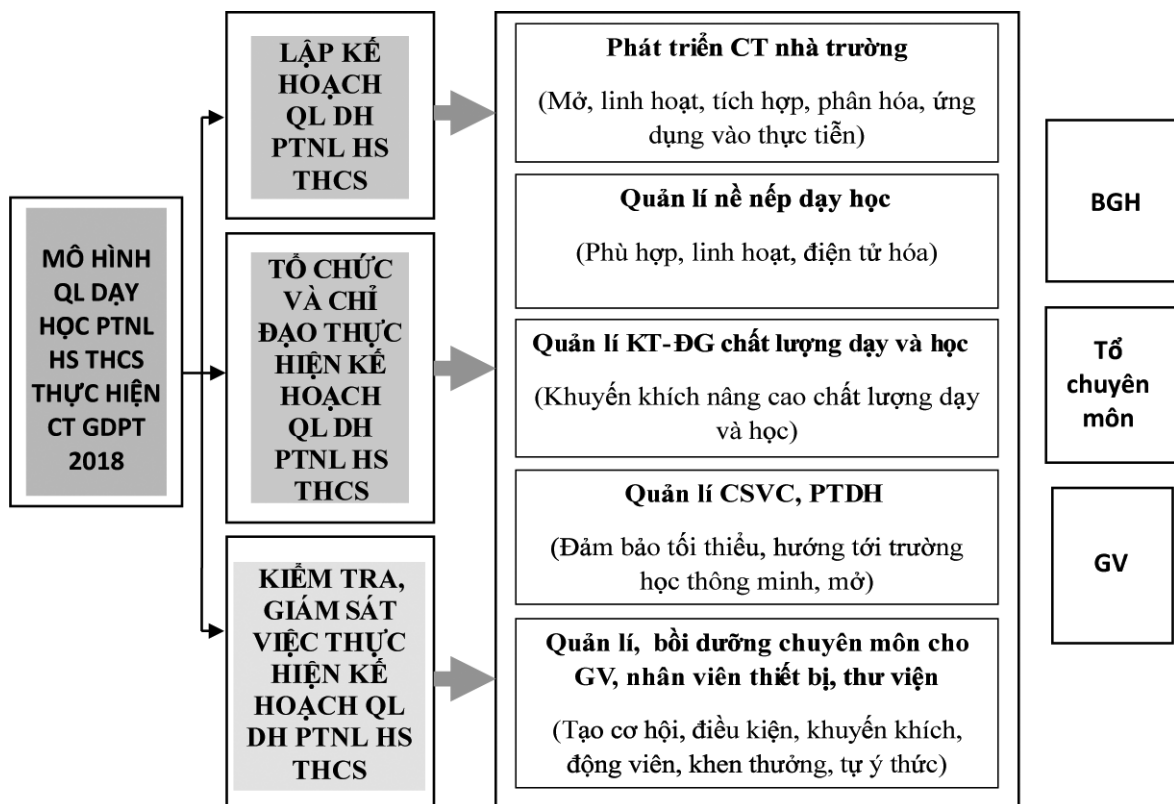 MÔ HÌNH
QL DẠY
HỌC PTNL
HS THCS
THỰC HIỆN
CT GDPT
2018
LẬP KẾ
HOẠCH
QL DH
PTNL HS
THCS
TỔ CHỨC
VÀ CHỈ
ĐẠO THỰC
HIỆN KẾ
HOẠCH
QL DH
PTNL HS
THCS
KIỂM TRA,
GIÁM SÁT
VIỆC THỰC
HIỆN KẾ
HOẠCH QL
DH PTNL HS
THCS
Phát triển CT nhà trường
(Mở, linh hoạt, tích hợp, phân hóa, ứng
dụng vào thực tiễn)
Quản lí nề nếp dạy học
(Phù hợp, linh hoạt, điện tử hóa)
Quản lí KT-ĐG chất lượng dạy và học
(Khuyến khích nâng cao chất lượng dạy
và học)
Quản lí CSVC, PTDH
(Đảm bảo tối thiểu, hướng tới trường
học thông minh, mở)
Quản lí, bồi dưỡng chuyên môn cho
GV, nhân viên thiết bị, thư viện
(Tạo cơ hội, điều kiện, khuyến khích,
động viên, khen thưởng, tự ý thức)
BGH
Tổ
chuyên
môn
GV